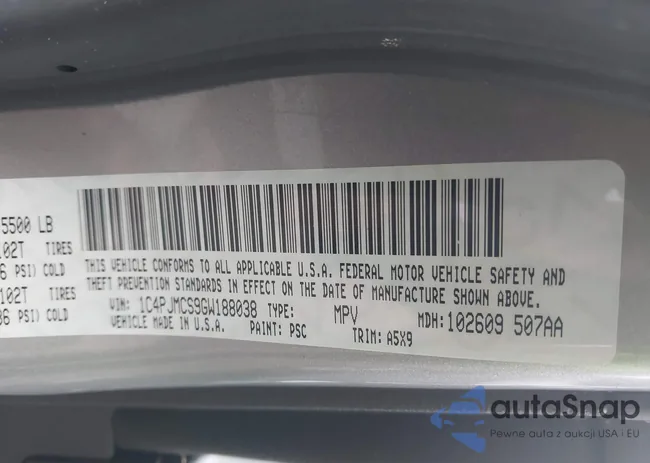 5500 LB
102T TIRES
6 PSI) COLD
102T TIRES
36 PSI) COLD
THIS VEHICLE CONFORMS TO ALL APPLICABLE U.S.A. FEDERAL MOTOR VEHICLE SAFETY AND
THEFT PREVENTION STANDARDS IN EFFECT ON THE DATE OF MANUFACTURE SHOWN ABOVE.
VIN: 1C4PJMCS9GW188038 TYPE: MPV MDH: 102609 507AA
VEHICLE MADE IN U.S.A. PAINT: PSC TRIM: A5X9
autaSnap
Pewne auta z aukcji USA i EU